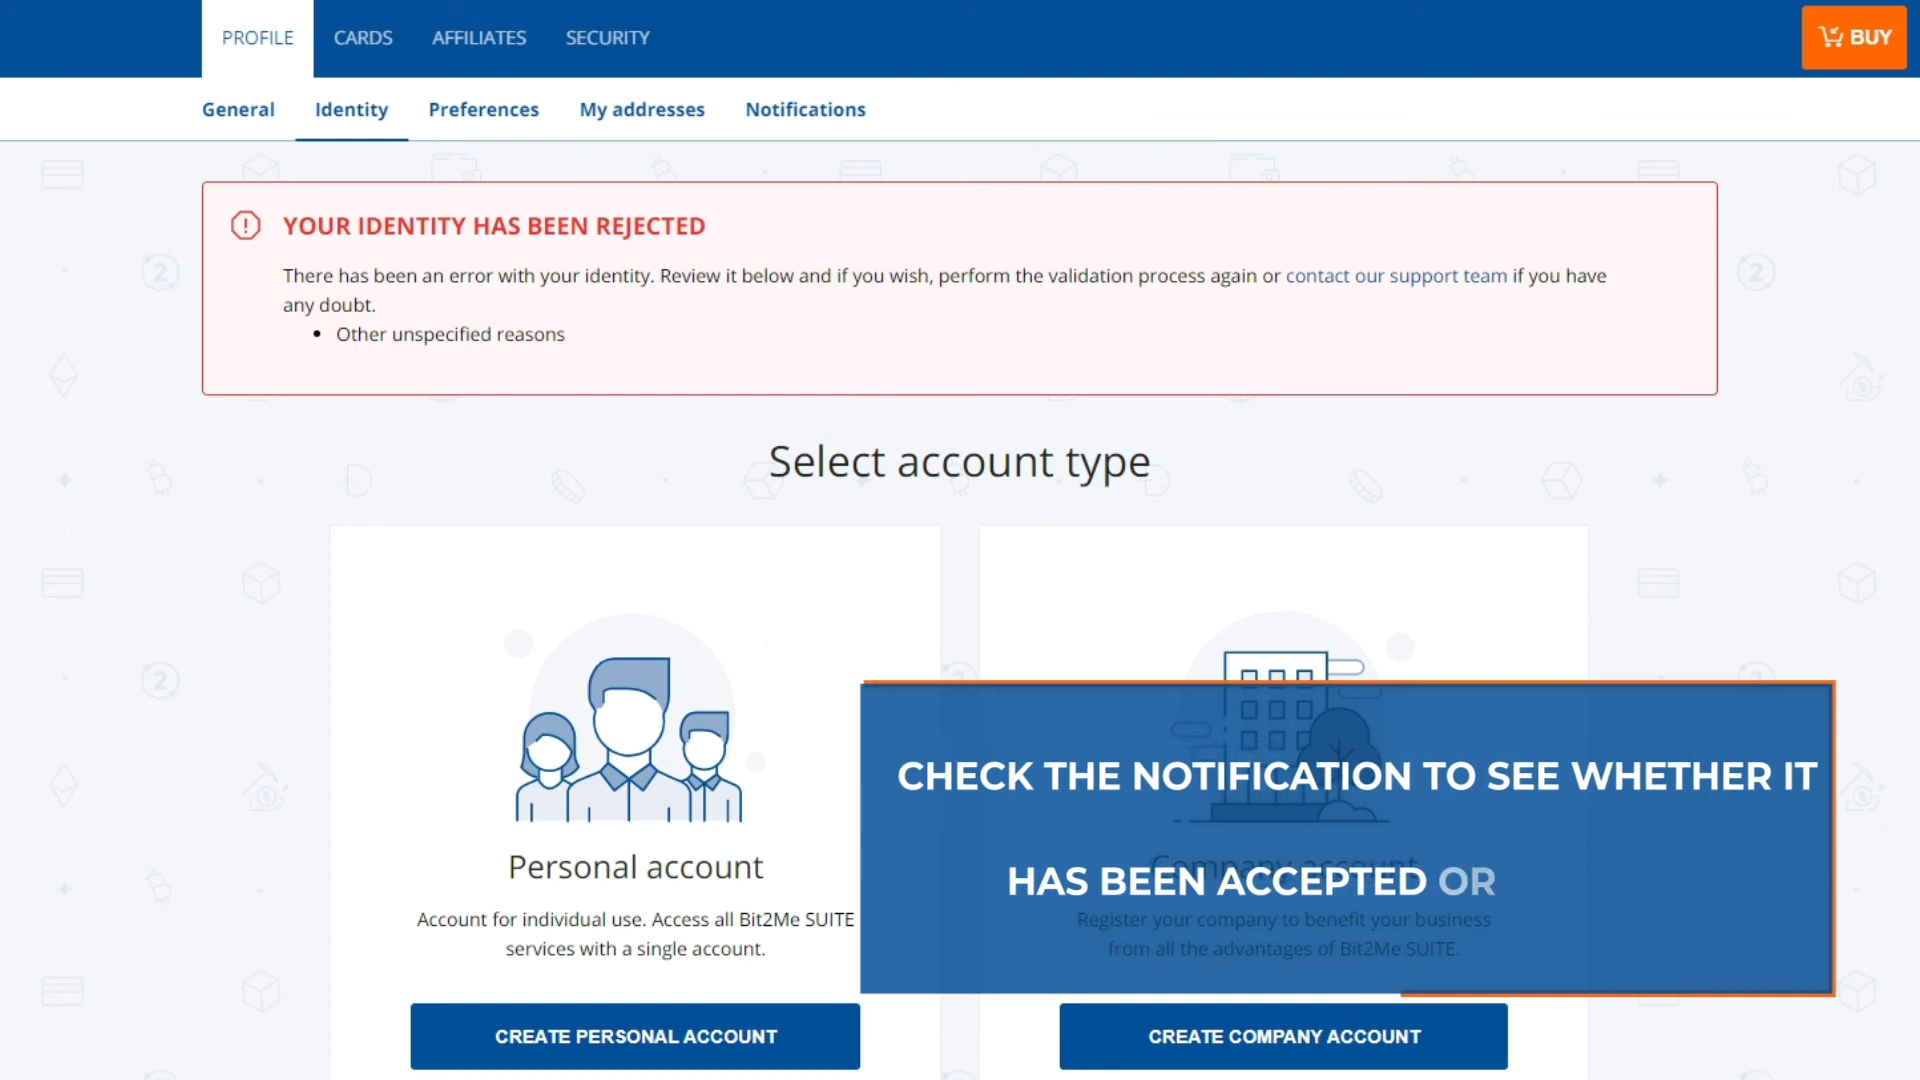 PROFILE CARDS AFFILIATES SECURITY BUY
General Identity Preferences My addresses Notifications
YOUR IDENTITY HAS BEEN REJECTED
There has been an error with your identity. Review it below and if you wish, perform the validation process again or contact our support team if you have
any doubt.
• Other unspecified reasons
Select account type
Personal account
Account for individual use. Access all Bit2Me SUITE
services with a single account.
CREATE PERSONAL ACCOUNT
CHECK THE NOTIFICATION TO SEE WHETHER IT
HAS BEEN ACCEPTED OR
Company account
Register your company to benefit your business
from all the advantages of Bit2Me SUITE.
CREATE COMPANY ACCOUNT